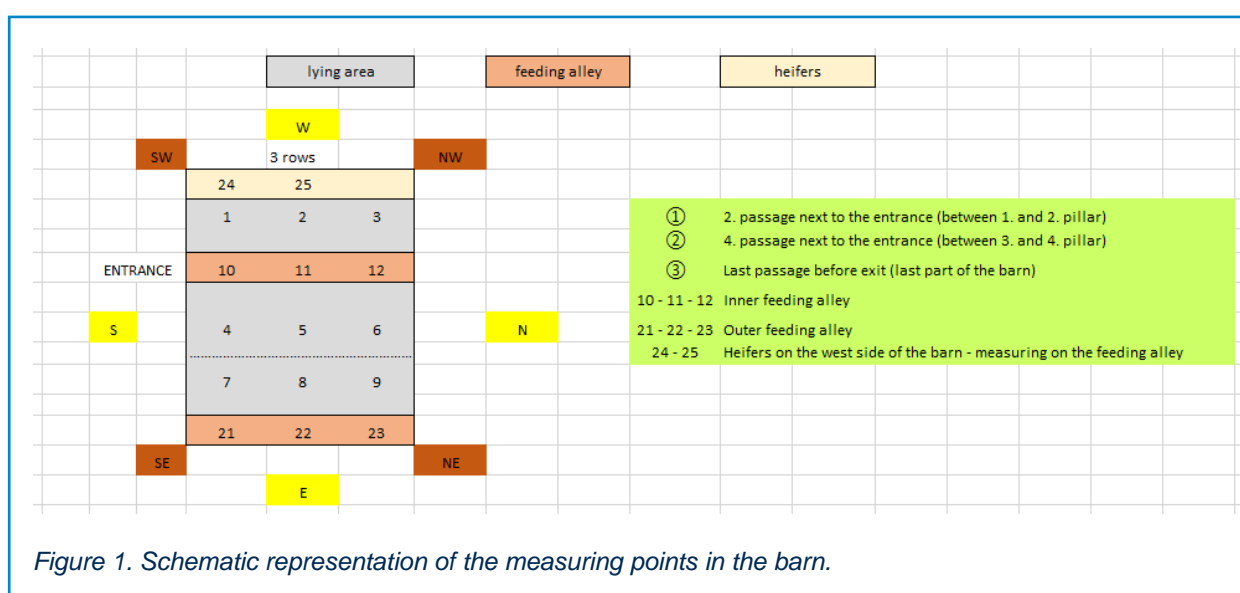 lying area feeding alley heifers
W
SW 3 rows NW
24 25
1 2 3
① 2. passage next to the entrance (between 1. and 2. pillar)
② 4. passage next to the entrance (between 3. and 4. pillar)
ENTRANCE 10 11 12
③ Last passage before exit (last part of the barn)
10 - 11 - 12 Inner feeding alley
S 4 5 6 N
21 - 22 - 23 Outer feeding alley
24 - 25 Heifers on the west side of the barn - measuring on the feeding alley
7 8 9
21 22 23
SE NE
E
Figure 1. Schematic representation of the measuring points in the barn.